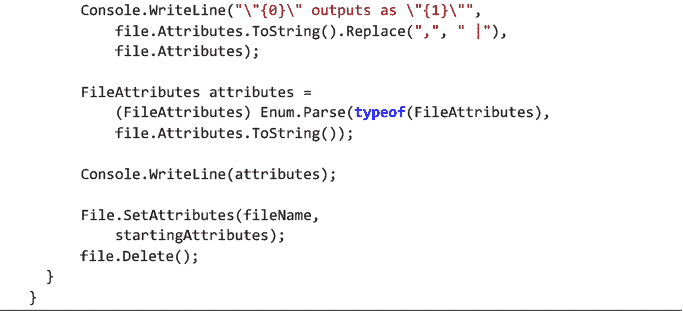 Console.WriteLine("\"{0}\" outputs as \"{1}\"",
file.Attributes.ToString().Replace(",", " |"),
file.Attributes);
FileAttributes attributes =
(FileAttributes) Enum.Parse(typeof(FileAttributes),
file.Attributes.ToString());
Console.WriteLine(attributes);
File.SetAttributes(fileName,
startingAttributes);
file.Delete();
}
}